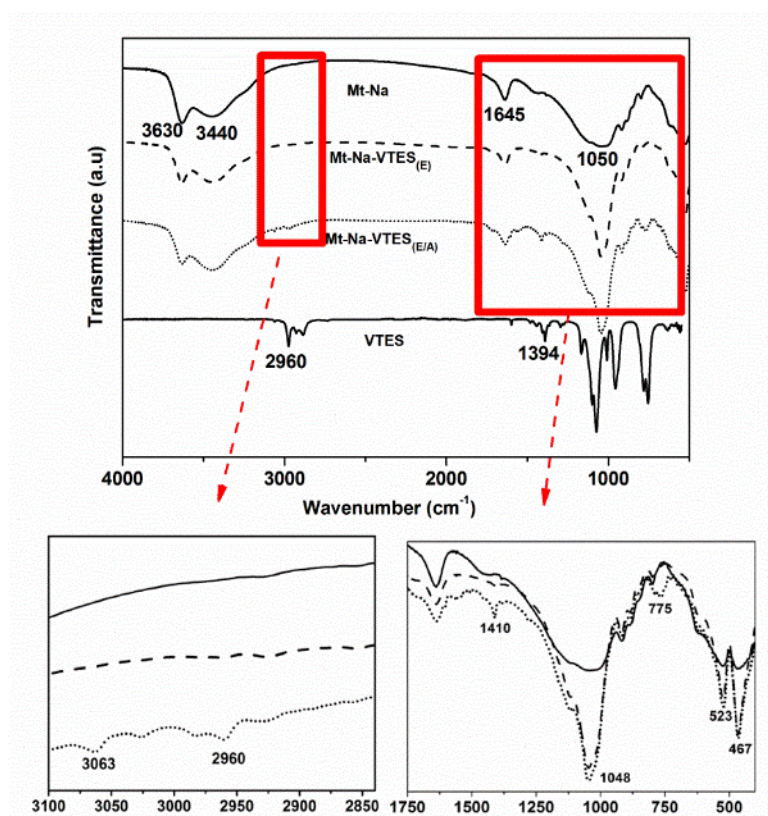 Transmittance (a.u)
Mt-Na
3630
3440
1645
1050
Mt-Na-VTES(E)
Mt-Na-VTES(E/A)
VTES
2960
1394
4000 3000 2000 1000
Wavenumber (cm⁻¹)
3063
2960
3100 3050 3000 2950 2900 2850
1410
775
523
467
1048
1750 1500 1250 1000 750 500